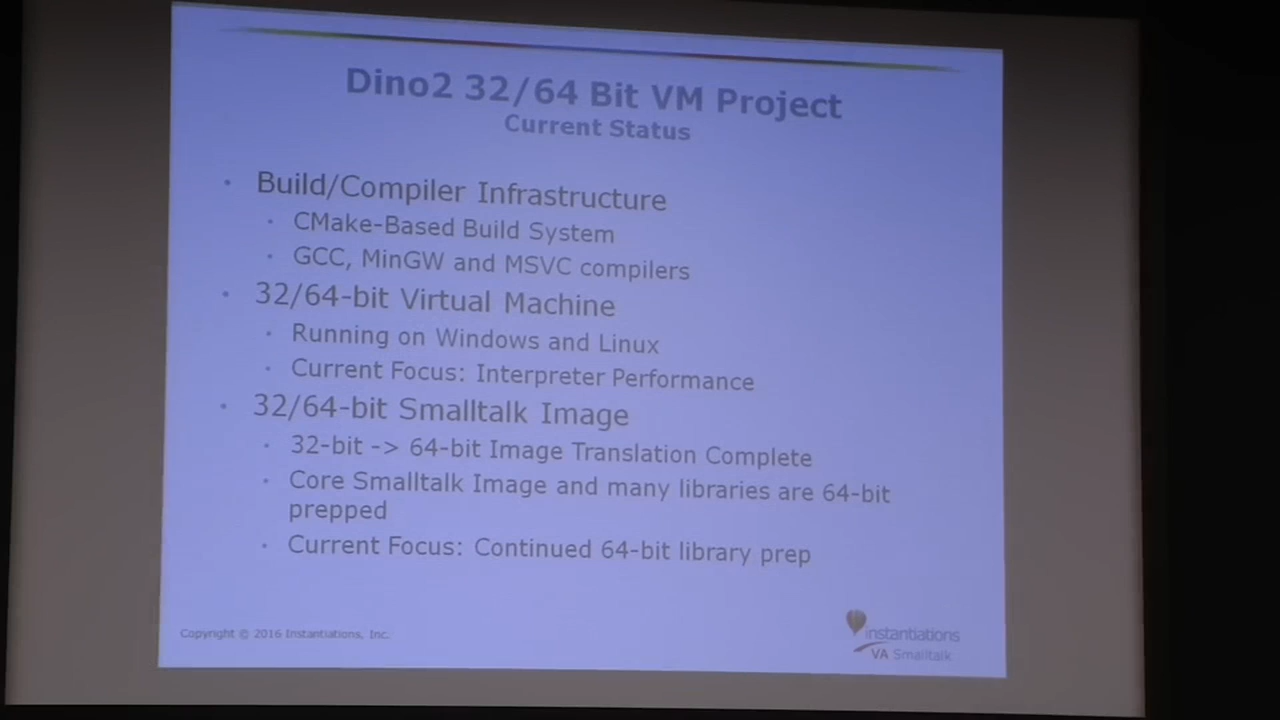 Dino2 32/64 Bit VM Project
Current Status
• Build/Compiler Infrastructure
• CMake-Based Build System
• GCC, MinGW and MSVC compilers
• 32/64-bit Virtual Machine
• Running on Windows and Linux
• Current Focus: Interpreter Performance
• 32/64-bit Smalltalk Image
• 32-bit -> 64-bit Image Translation Complete
• Core Smalltalk Image and many libraries are 64-bit
prepped
• Current Focus: Continued 64-bit library prep
Copyright © 2016 Instantiations, Inc.
instantiations
VA Smalltalk